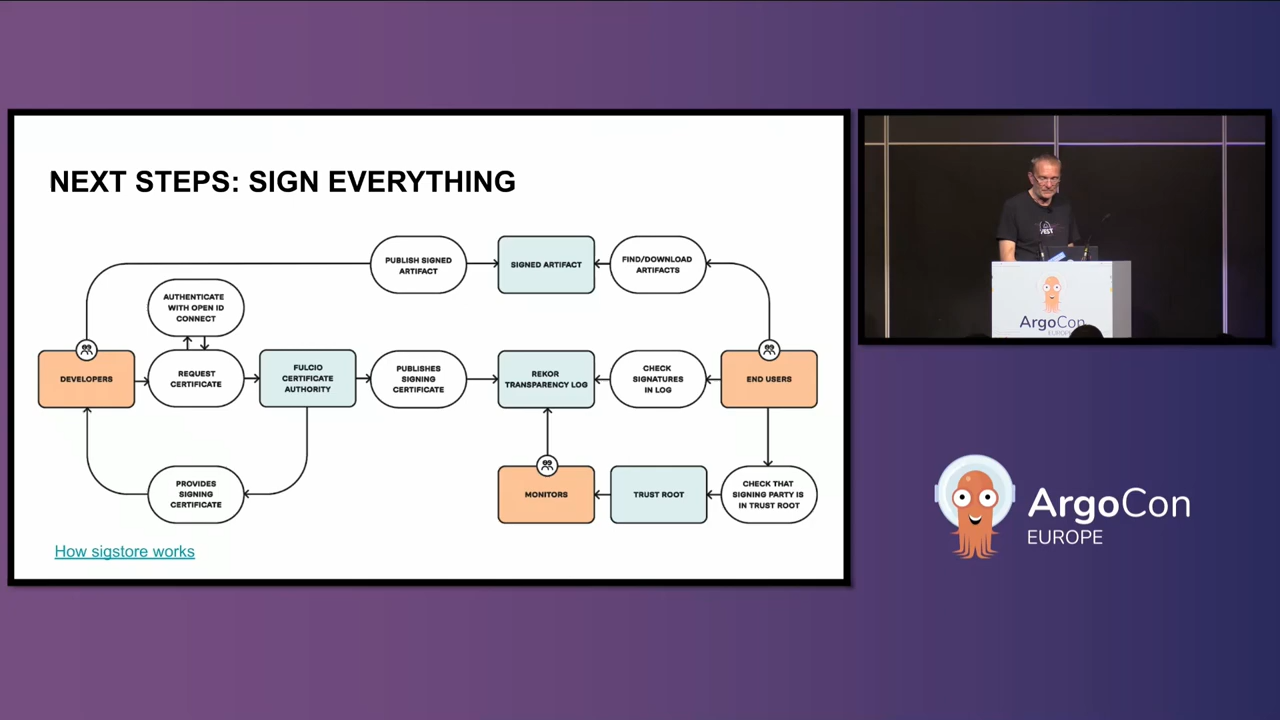 NEXT STEPS: SIGN EVERYTHING
PUBLISH SIGNED
ARTIFACT
SIGNED ARTIFACT
FIND/DOWNLOAD
ARTIFACTS
AUTHENTICATE
WITH OPEN ID
CONNECT
DEVELOPERS
REQUEST
CERTIFICATE
FULCIO
CERTIFICATE
AUTHORITY
PUBLISHES
SIGNING
CERTIFICATE
REKOR
TRANSPARENCY LOG
CHECK
SIGNATURES
IN LOG
END USERS
PROVIDES
SIGNING
CERTIFICATE
MONITORS
TRUST ROOT
CHECK THAT
SIGNING PARTY IS
IN TRUST ROOT
How sigstore works
ArgoCon
ArgoCon
EUROPE